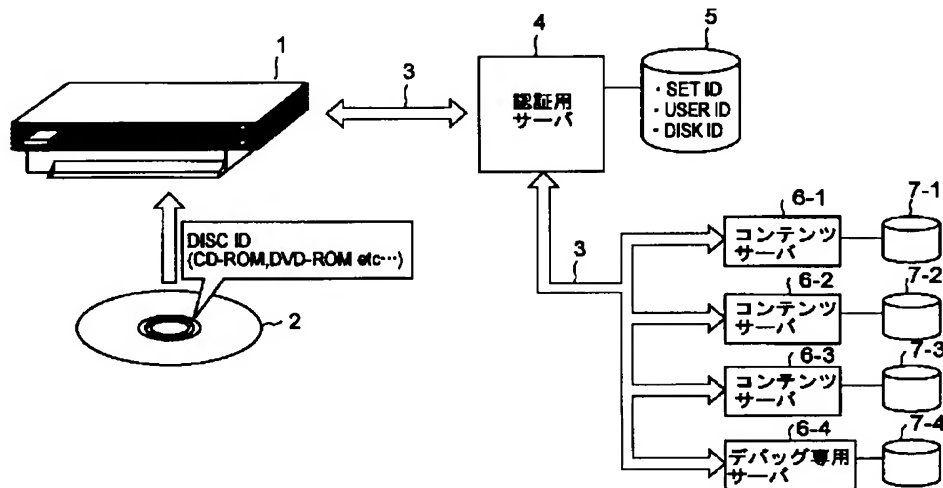 1
3
4
認証用
サーバ
5
・SET ID
・USER ID
・DISK ID
DISC ID
(CD-ROM,DVD-ROM etc…)
2
3
6-1
コンテンツ
サーバ
7-1
6-2
コンテンツ
サーバ
7-2
6-3
コンテンツ
サーバ
7-3
6-4
デバッグ専用
サーバ
7-4